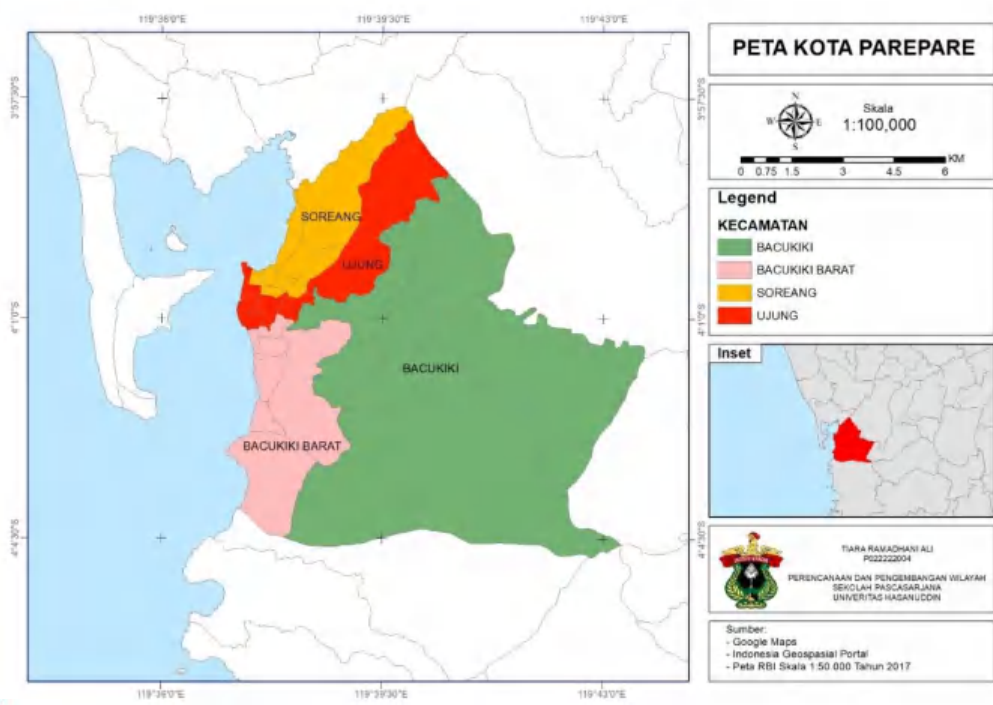 119°36'0"E
119°39'30"E
119°43'0"E
3°57'30"S
3°57'30"S
4°1'0"S
4°1'0"S
4°4'30"S
4°4'30"S
SOREANG
UJUNG
BACUKIKI
BACUKIKI BARAT
119°36'0"E
119°39'30"E
119°43'0"E
PETA KOTA PAREPARE
N
W
E
S
Skala
1:100,000
KM
0 0.75 1.5 3 4.5 6
Legend
KECAMATAN
BACUKIKI
BACUKIKI BARAT
SOREANG
UJUNG
Inset
TIARA RAMADHANI ALI
P022222004
PERENCANAAN DAN PENGEMBANGAN WILAYAH
SEKOLAH PASCASARJANA
UNIVERSITAS HASANUDDIN
Sumber:
- Google Maps
- Indonesia Geospasial Portal
- Peta RBI Skala 1:50.000 Tahun 2017